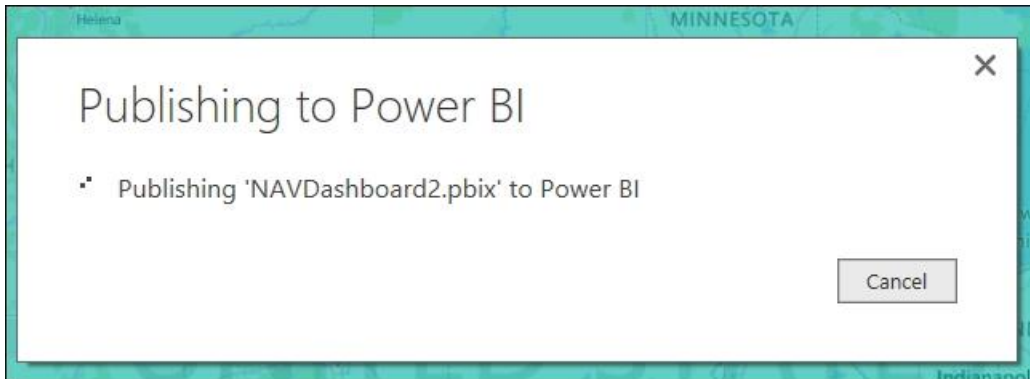 Helena
MINNESOTA
Publishing to Power BI
Publishing 'NAVDashboard2.pbix' to Power BI
Cancel